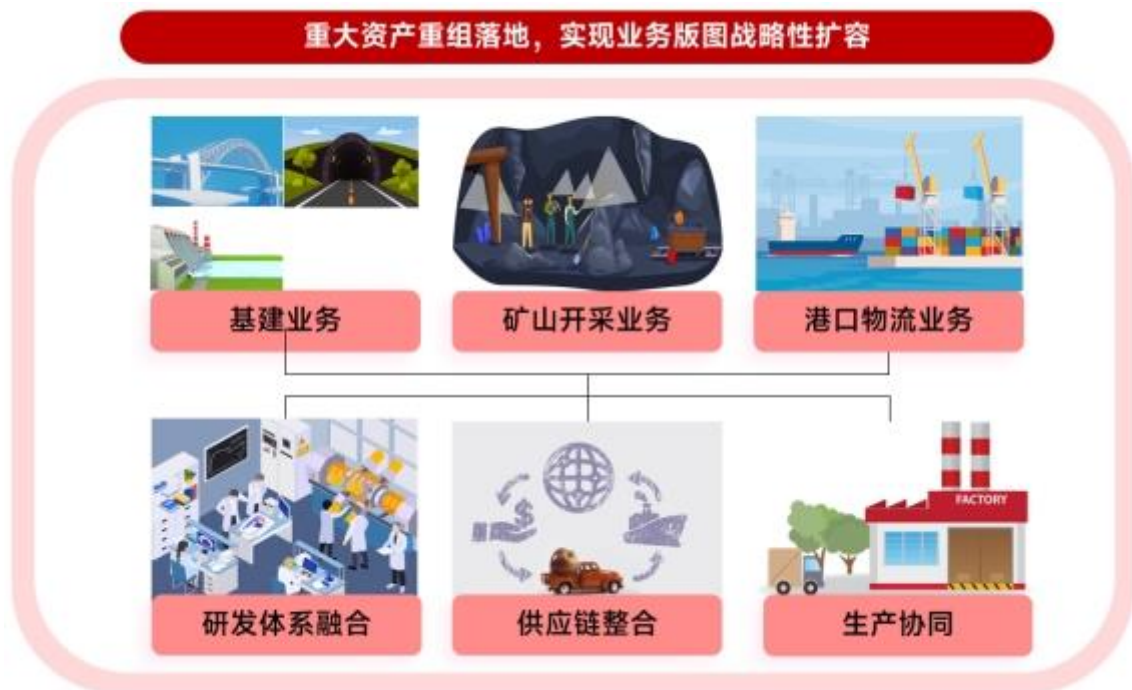 重大资产重组落地，实现业务版图战略性扩容
基建业务
矿山开采业务
港口物流业务
$
FACTORY
研发体系融合
供应链整合
生产协同